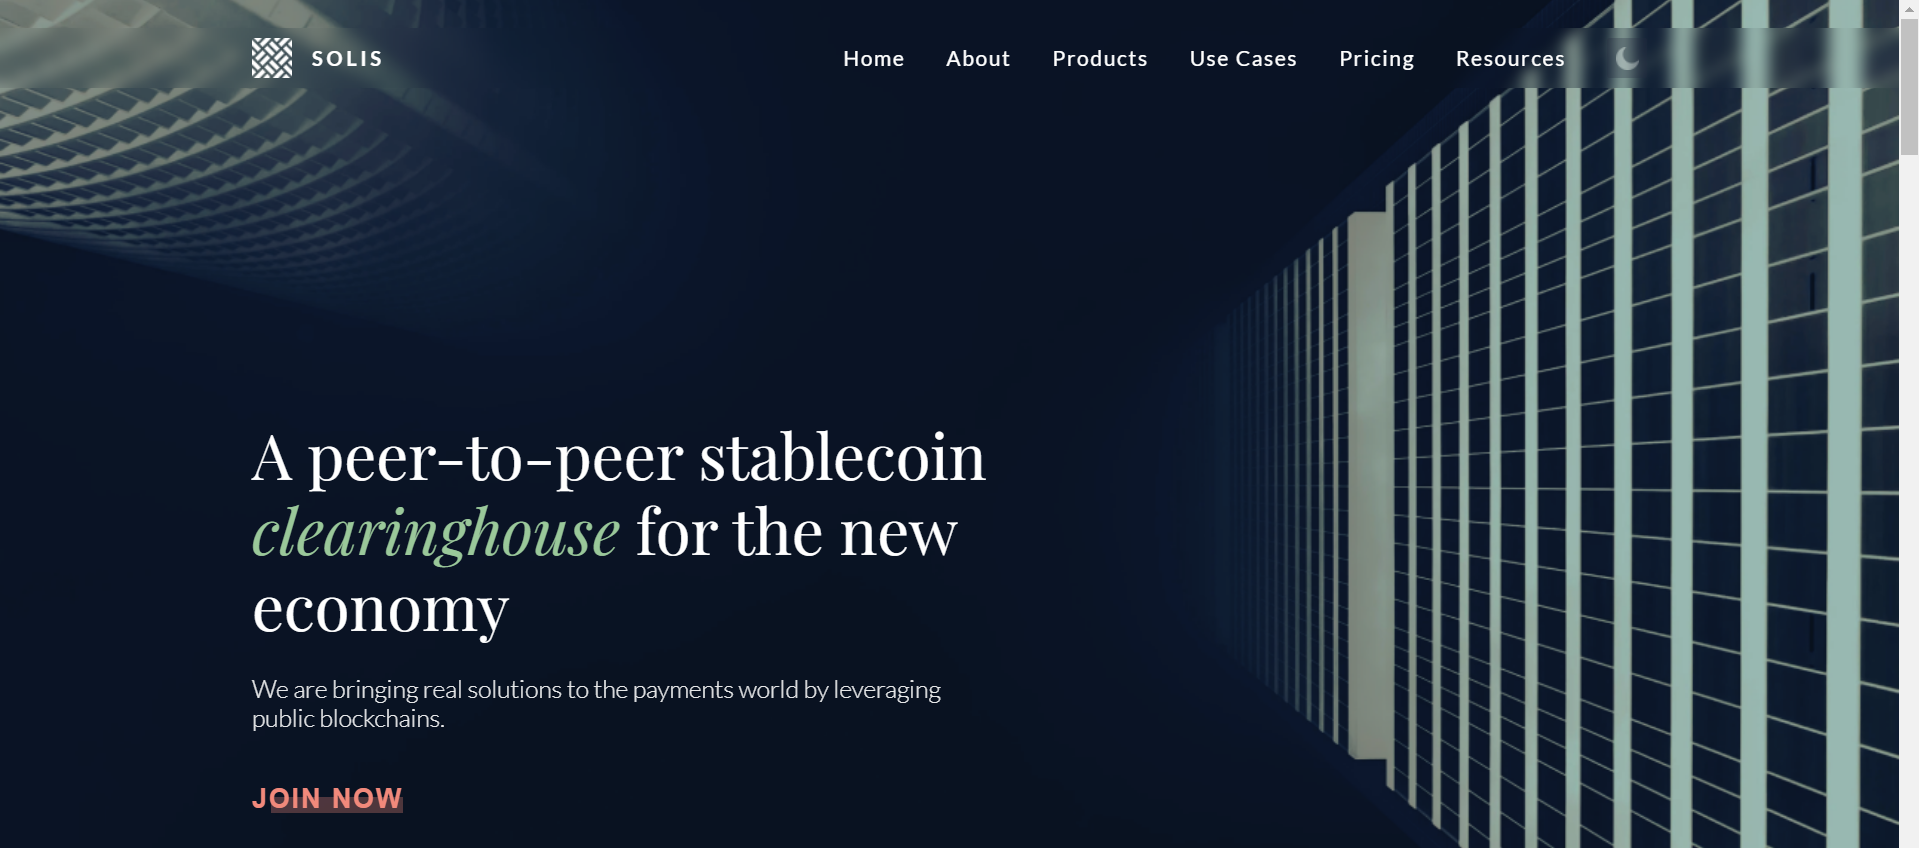 SOLIS
Home
About
Products
Use Cases
Pricing
Resources
A peer-to-peer stablecoin
clearinghouse for the new
economy
We are bringing real solutions to the payments world by leveraging
public blockchains.
JOIN NOW